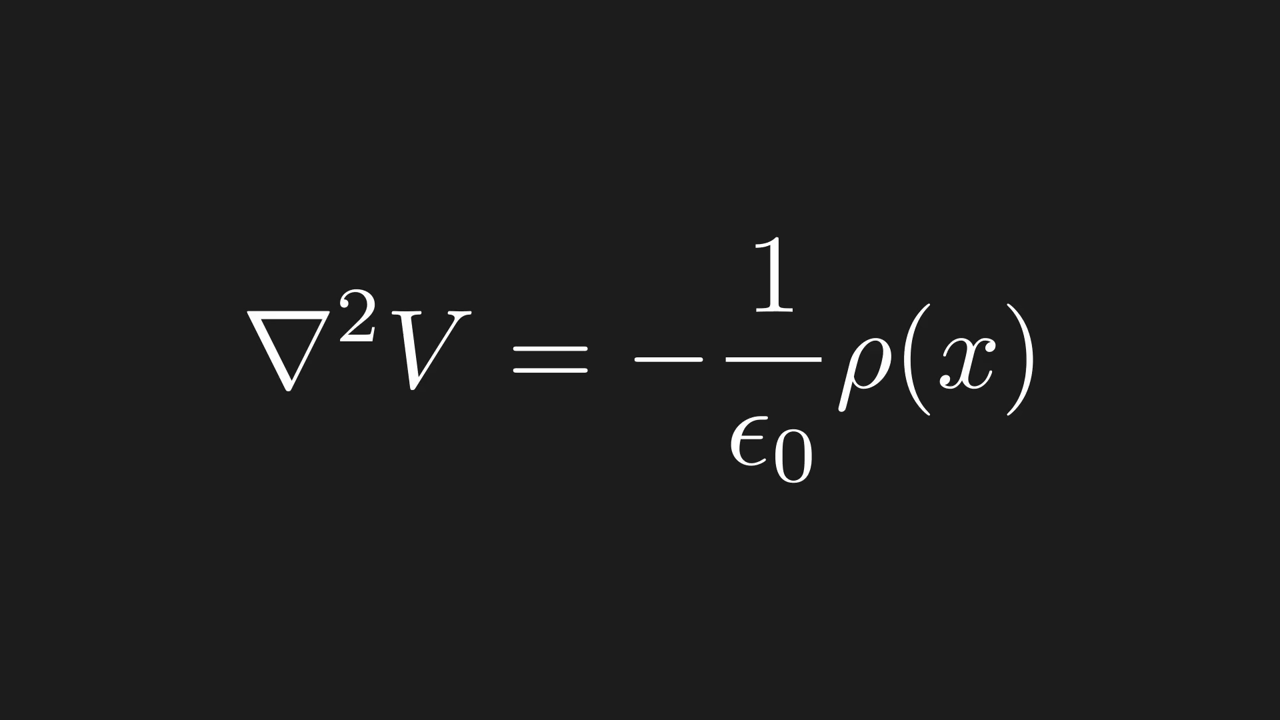 ∇²V = −1/ϵ₀ ρ(x)